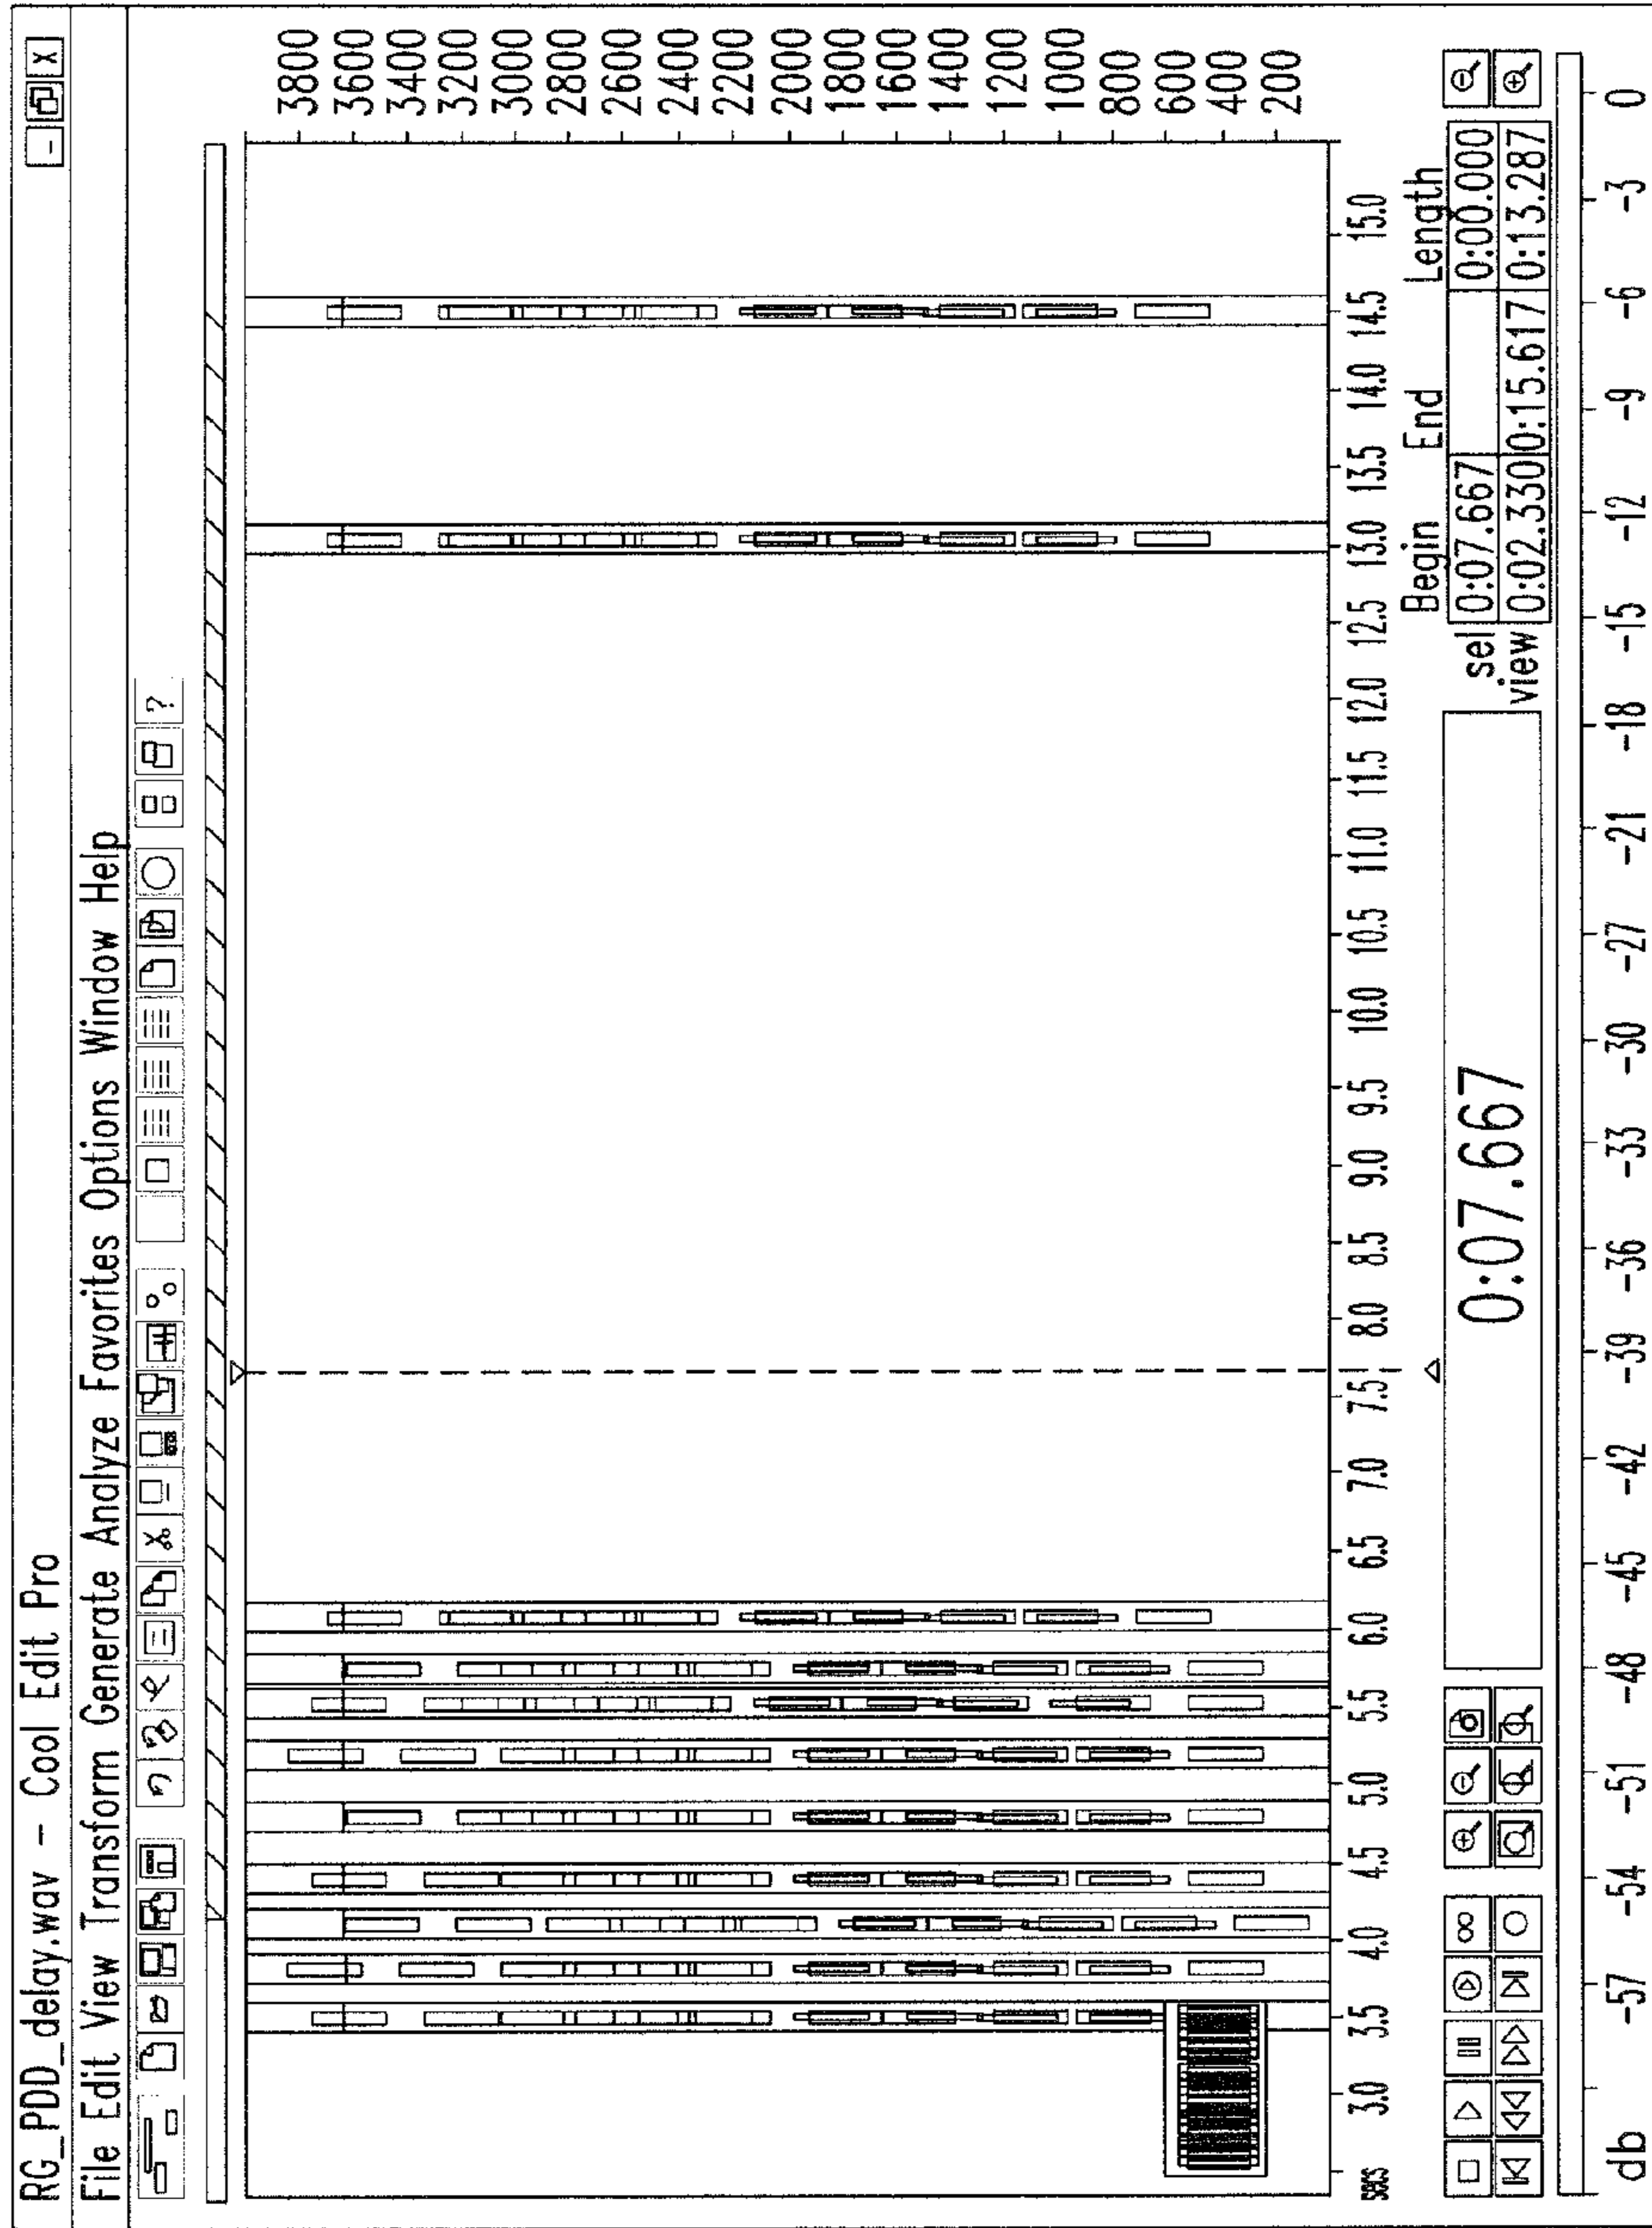 RG_PDD_delay.wav – Cool Edit Pro
- X
File Edit View Transform Generate Analyze Favorites Options Window Help
?
3800
3600
3400
3200
3000
2800
2600
2400
2200
2000
1800
1600
1400
1200
1000
800
600
400
200
secs 3.0 3.5 4.0 4.5 5.0 5.5 6.0 6.5 7.0 7.5 8.0 8.5 9.0 9.5 10.0 10.5 11.0 11.5 12.0 12.5 13.0 13.5 14.0 14.5 15.0
Begin End Length
0:07.667
sel 0:07.667 0:00.000
view 0:02.330 0:15.617 0:13.287
db -57 -54 -51 -48 -45 -42 -39 -36 -33 -30 -27 -21 -18 -15 -12 -9 -6 -3 0